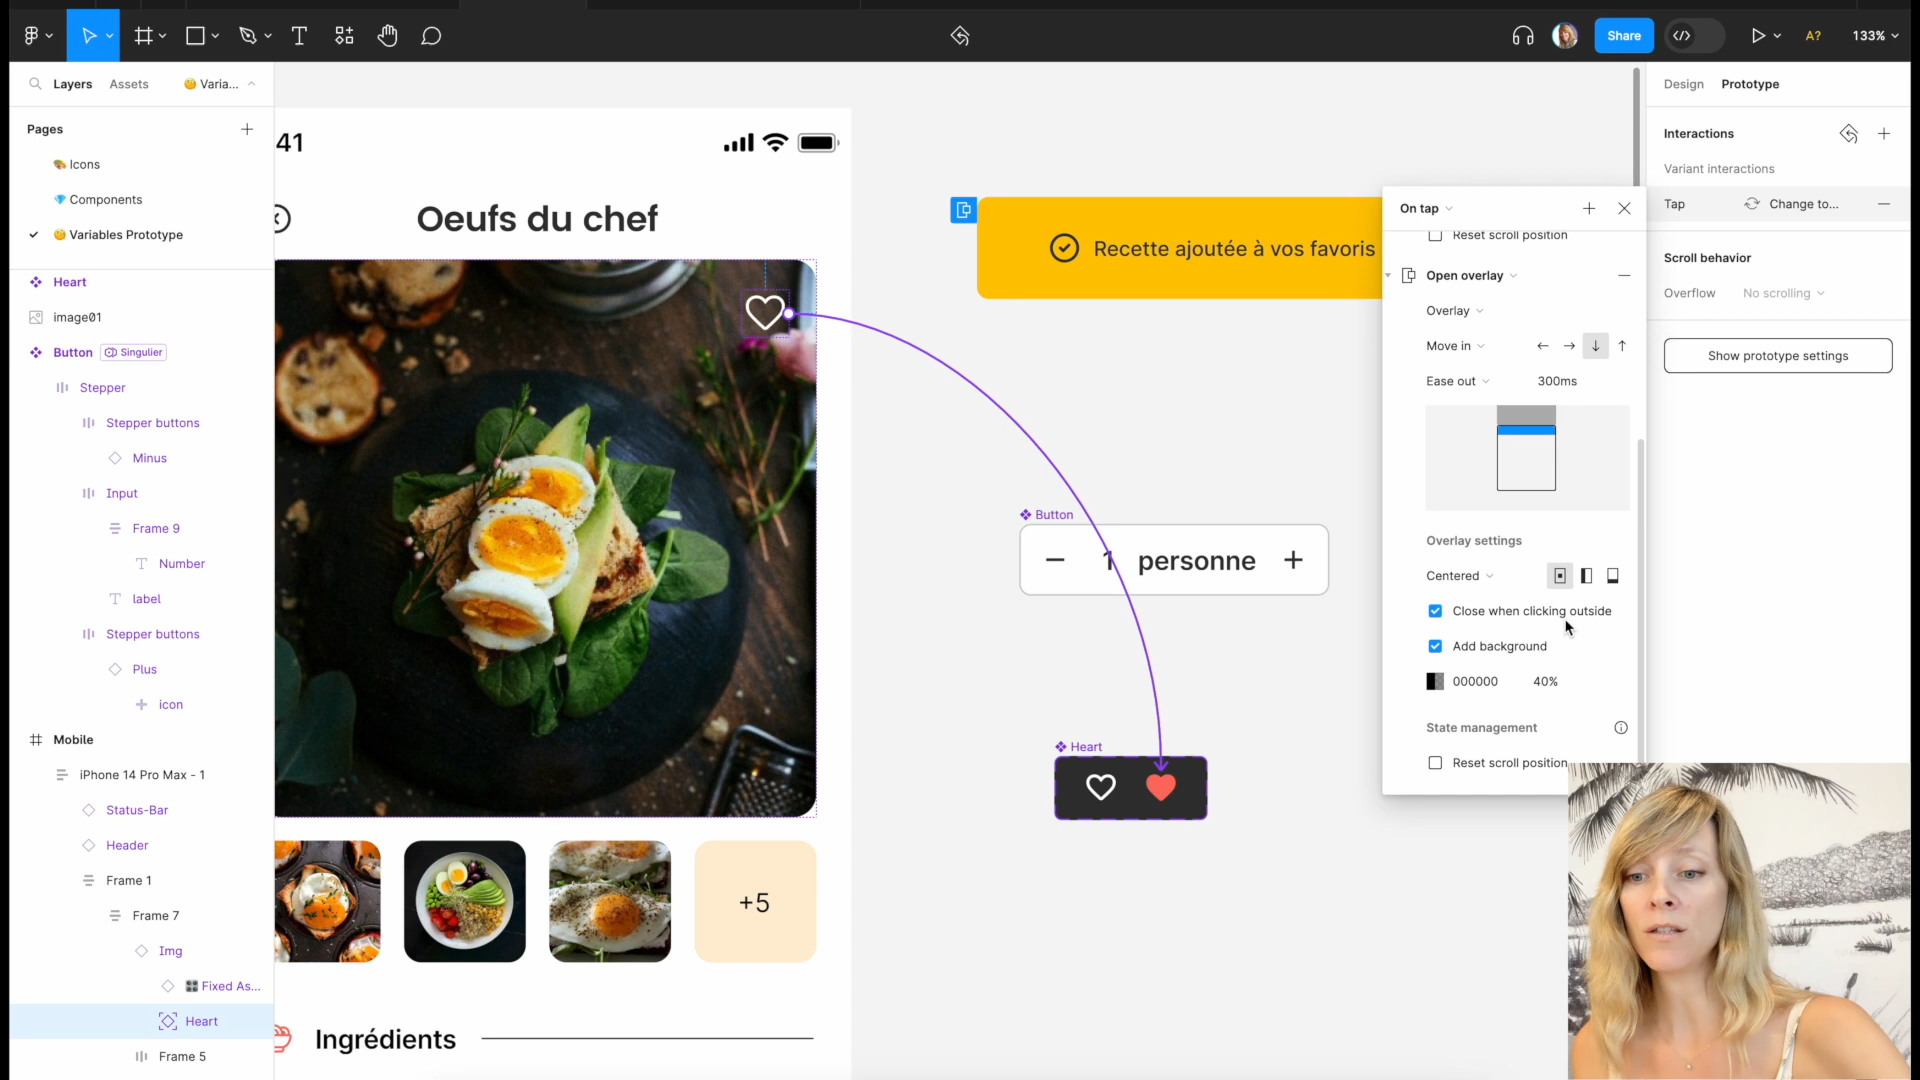 Share
A?
133%
Layers
Assets
Varia...
Pages
Icons
Components
Variables Prototype
Heart
image01
Button
Singulier
Stepper
Stepper buttons
Minus
Input
Frame 9
Number
label
Stepper buttons
Plus
icon
Mobile
iPhone 14 Pro Max - 1
Status-Bar
Header
Frame 1
Frame 7
Img
Fixed As...
Heart
Frame 5
41
Oeufs du chef
+5
Ingrédients
Recette ajoutée à vos favoris
Button
1 personne
Heart
On tap
Reset scroll position
Open overlay
Overlay
Move in
Ease out
300ms
Overlay settings
Centered
Close when clicking outside
Add background
000000
40%
State management
Reset scroll position
Design
Prototype
Interactions
Variant interactions
Tap
Change to...
Scroll behavior
Overflow
No scrolling
Show prototype settings